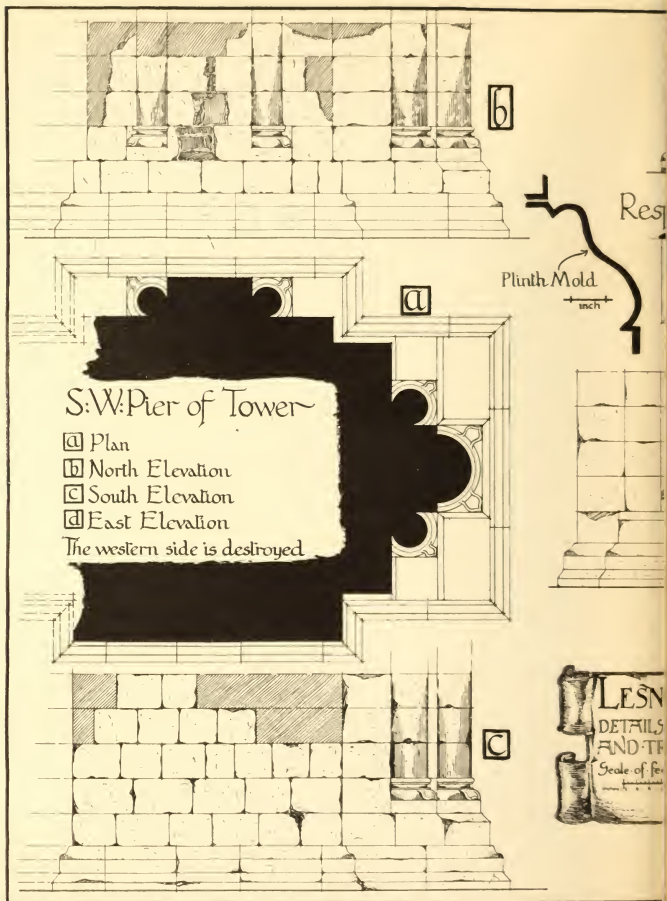 b
Resp
Plinth Mold
inch
a
S:W:Pier of Tower
a Plan
b North Elevation
c South Elevation
d East Elevation
The western side is destroyed
c
LESN
DETAILS
AND TR
Scale of fe